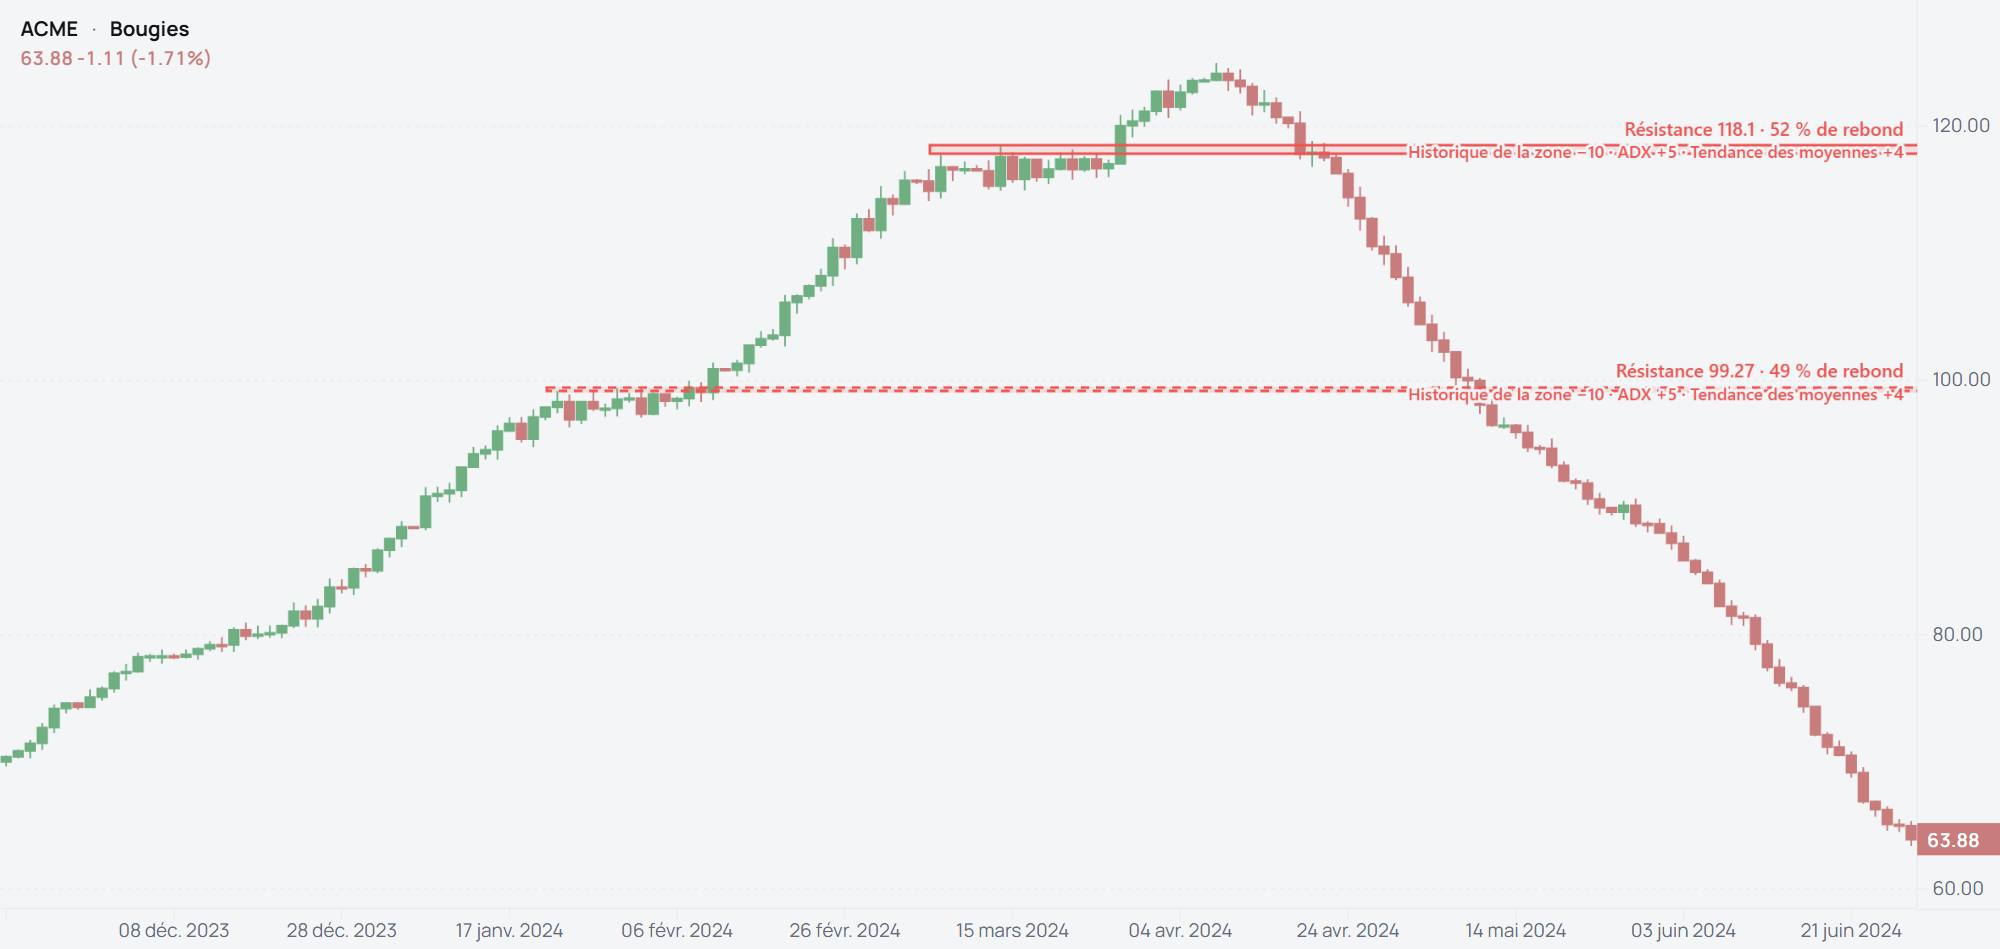 ACME · Bougies
63.88 -1.11 (-1.71%)
120.00
Résistance 118.1 · 52 % de rebond
Historique de la zone −10 · ADX +5 · Tendance des moyennes +4
100.00
Résistance 99.27 · 49 % de rebond
Historique de la zone −10 · ADX +5 · Tendance des moyennes +4
80.00
63.88
60.00
08 déc. 2023 28 déc. 2023 17 janv. 2024 06 févr. 2024 26 févr. 2024 15 mars 2024 04 avr. 2024 24 avr. 2024 14 mai 2024 03 juin 2024 21 juin 2024